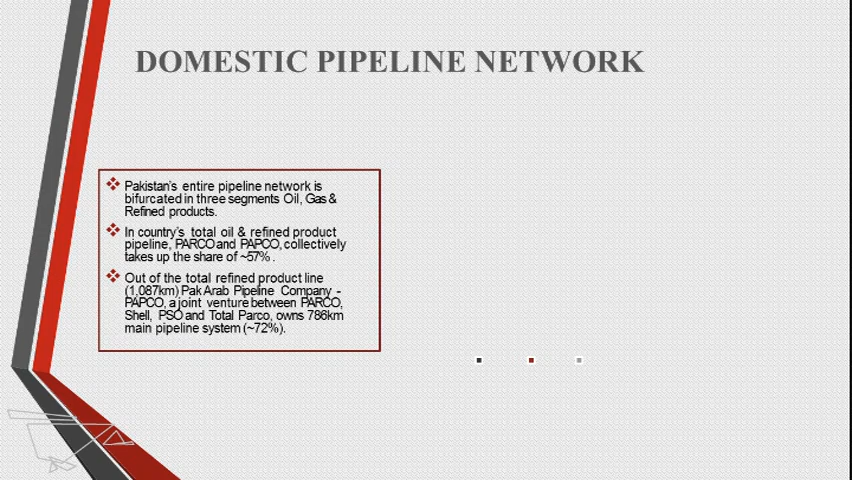 DOMESTIC PIPELINE NETWORK
Pakistan's entire pipeline network is
bifurcated in three segments Oil, Gas &
Refined products.
In country's total oil & refined product
pipeline, PARCO and PAPCO, collectively
takes up the share of ~57% .
Out of the total refined product line
(1,087km) Pak Arab Pipeline Company -
PAPCO, a joint venture between PARCO,
Shell, PSO and Total Parco, owns 786km
main pipeline system (~72%).